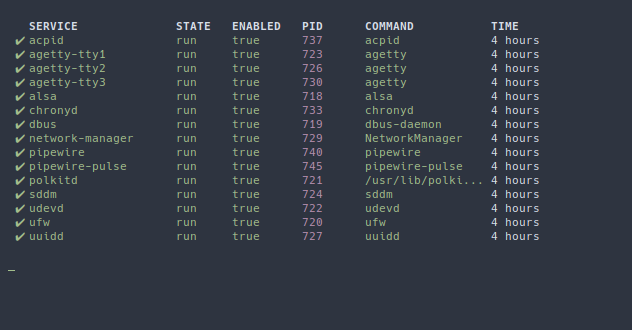 SERVICE STATE ENABLED PID COMMAND TIME
✔ acpid run true 737 acpid 4 hours
✔ agetty-tty1 run true 723 agetty 4 hours
✔ agetty-tty2 run true 726 agetty 4 hours
✔ agetty-tty3 run true 730 agetty 4 hours
✔ alsa run true 718 alsa 4 hours
✔ chronyd run true 733 chronyd 4 hours
✔ dbus run true 719 dbus-daemon 4 hours
✔ network-manager run true 729 NetworkManager 4 hours
✔ pipewire run true 740 pipewire 4 hours
✔ pipewire-pulse run true 745 pipewire-pulse 4 hours
✔ polkitd run true 721 /usr/lib/polki... 4 hours
✔ sddm run true 724 sddm 4 hours
✔ udevd run true 722 udevd 4 hours
✔ ufw run true 720 ufw 4 hours
✔ uuidd run true 727 uuidd 4 hours